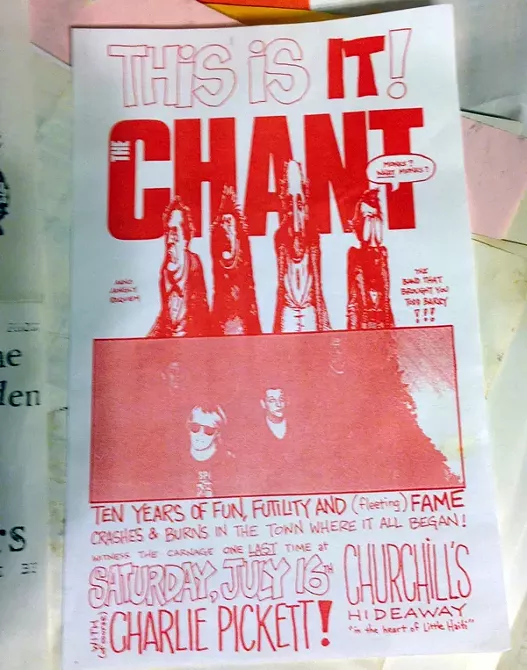 THIS IS IT!
THE
CHANT
MONKS?
WHAT MONKS?
THE
BAND THAT
BROUGHT YOU
TODD BARRY
!!!
SP
TEN YEARS OF FUN, FUTILITY AND (fleeting) FAME
CRASHES & BURNS IN THE TOWN WHERE IT ALL BEGAN!
WITNESS THE CARNAGE ONE LAST TIME at
SATURDAY, JULY 16TH
CHURCHILL'S
HIDEAWAY
"in the heart of Little Haiti"
WITH
CHARLIE PICKETT!